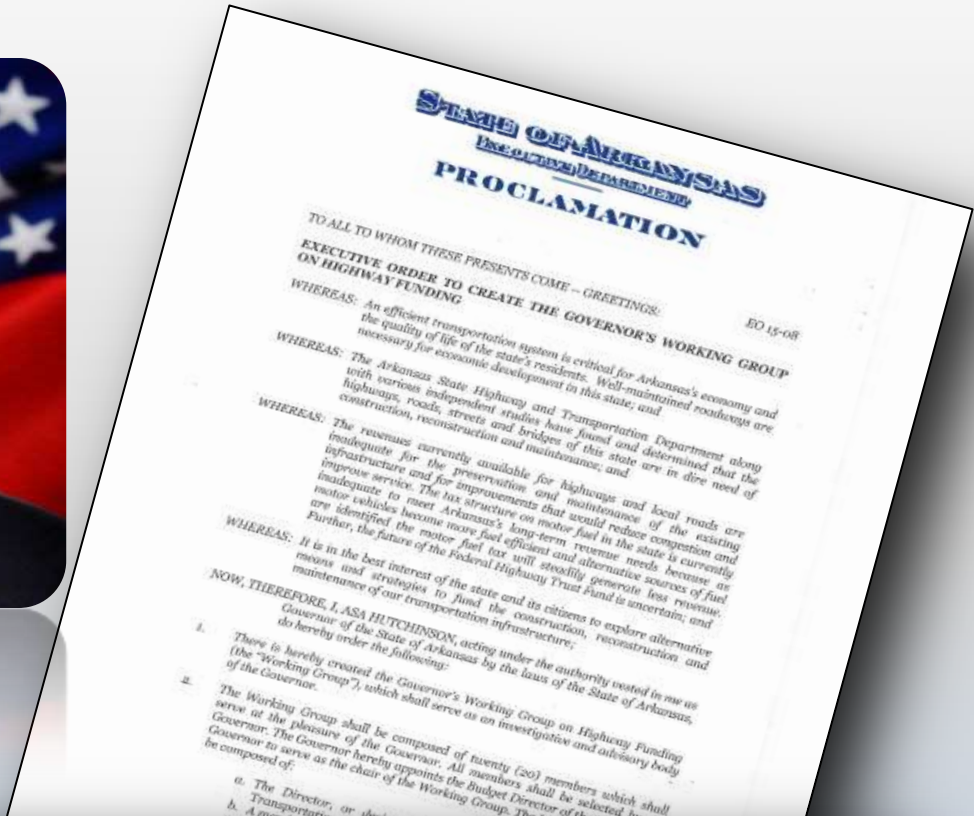 STATE OF ARKANSAS
EXECUTIVE DEPARTMENT
PROCLAMATION
TO ALL TO WHOM THESE PRESENTS COME – GREETINGS:
EO 15-08
EXECUTIVE ORDER TO CREATE THE GOVERNOR'S WORKING GROUP
ON HIGHWAY FUNDING
WHEREAS: An efficient transportation system is critical for Arkansas's economy and
the quality of life of the state's residents. Well-maintained roadways are
necessary for economic development in this state; and
WHEREAS: The Arkansas State Highway and Transportation Department along
with various independent studies have found and determined that the
highways, roads, streets and bridges of this state are in dire need of
construction, reconstruction and maintenance; and
WHEREAS: The revenues currently available for highways and local roads are
inadequate for the preservation and maintenance of the existing
infrastructure and for improvements that would reduce congestion and
improve service. The tax structure on motor fuel in the state is currently
inadequate to meet Arkansas's long-term revenue needs because as
motor vehicles become more fuel efficient and alternative sources of fuel
are identified the motor fuel tax will steadily generate less revenue.
Further, the future of the Federal Highway Trust Fund is uncertain; and
WHEREAS: It is in the best interest of the state and its citizens to explore alternative
means and strategies to fund the construction, reconstruction and
maintenance of our transportation infrastructure;
NOW, THEREFORE, I, ASA HUTCHINSON, acting under the authority vested in me as
Governor of the State of Arkansas by the laws of the State of Arkansas,
do hereby order the following:
1. There is hereby created the Governor's Working Group on Highway Funding
(the "Working Group"), which shall serve as an investigative and advisory body
of the Governor.
2. The Working Group shall be composed of twenty (20) members which shall
serve at the pleasure of the Governor. All members shall be selected by
Governor. The Governor hereby appoints the Budget Director of the
Governor to serve as the chair of the Working Group. The
be composed of:
a. The Director, or
Transportation
b. A